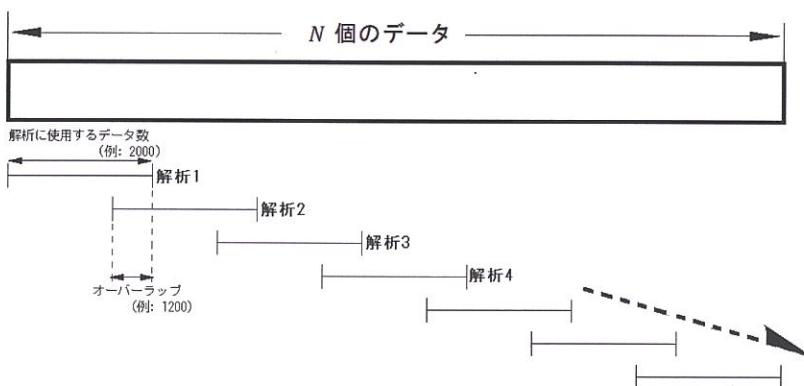 N 個のデータ
解析に使用するデータ数
(例: 2000)
解析1
解析2
解析3
解析4
オーバーラップ
(例: 1200)